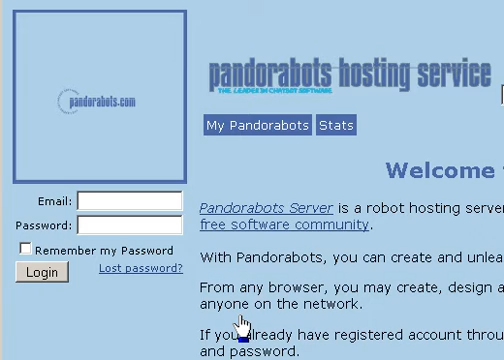 pandorabots.com
pandorabots hosting service
THE LEADER IN CHATBOT SOFTWARE
My Pandorabots Stats
Welcome
Email:
Password:
Remember my Password
Login Lost password?
Pandorabots Server is a robot hosting serve
free software community.
With Pandorabots, you can create and unlea
From any browser, you may create, design a
anyone on the network.
If you already have registered account throu
and password.